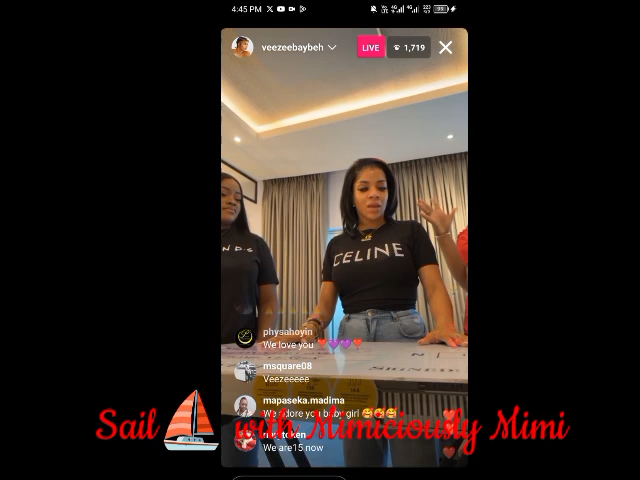 4:45 PM
veezeebaybeh
LIVE
1,719
CELINE
physahoyin
We love you ❤️💜💜❤️
msquare08
Veezeeeee
mapaseka.madima
We adore you baby girl 🥰🥰🥰
We are15 now
SIGNED
Sail with Mimiciously Mimi